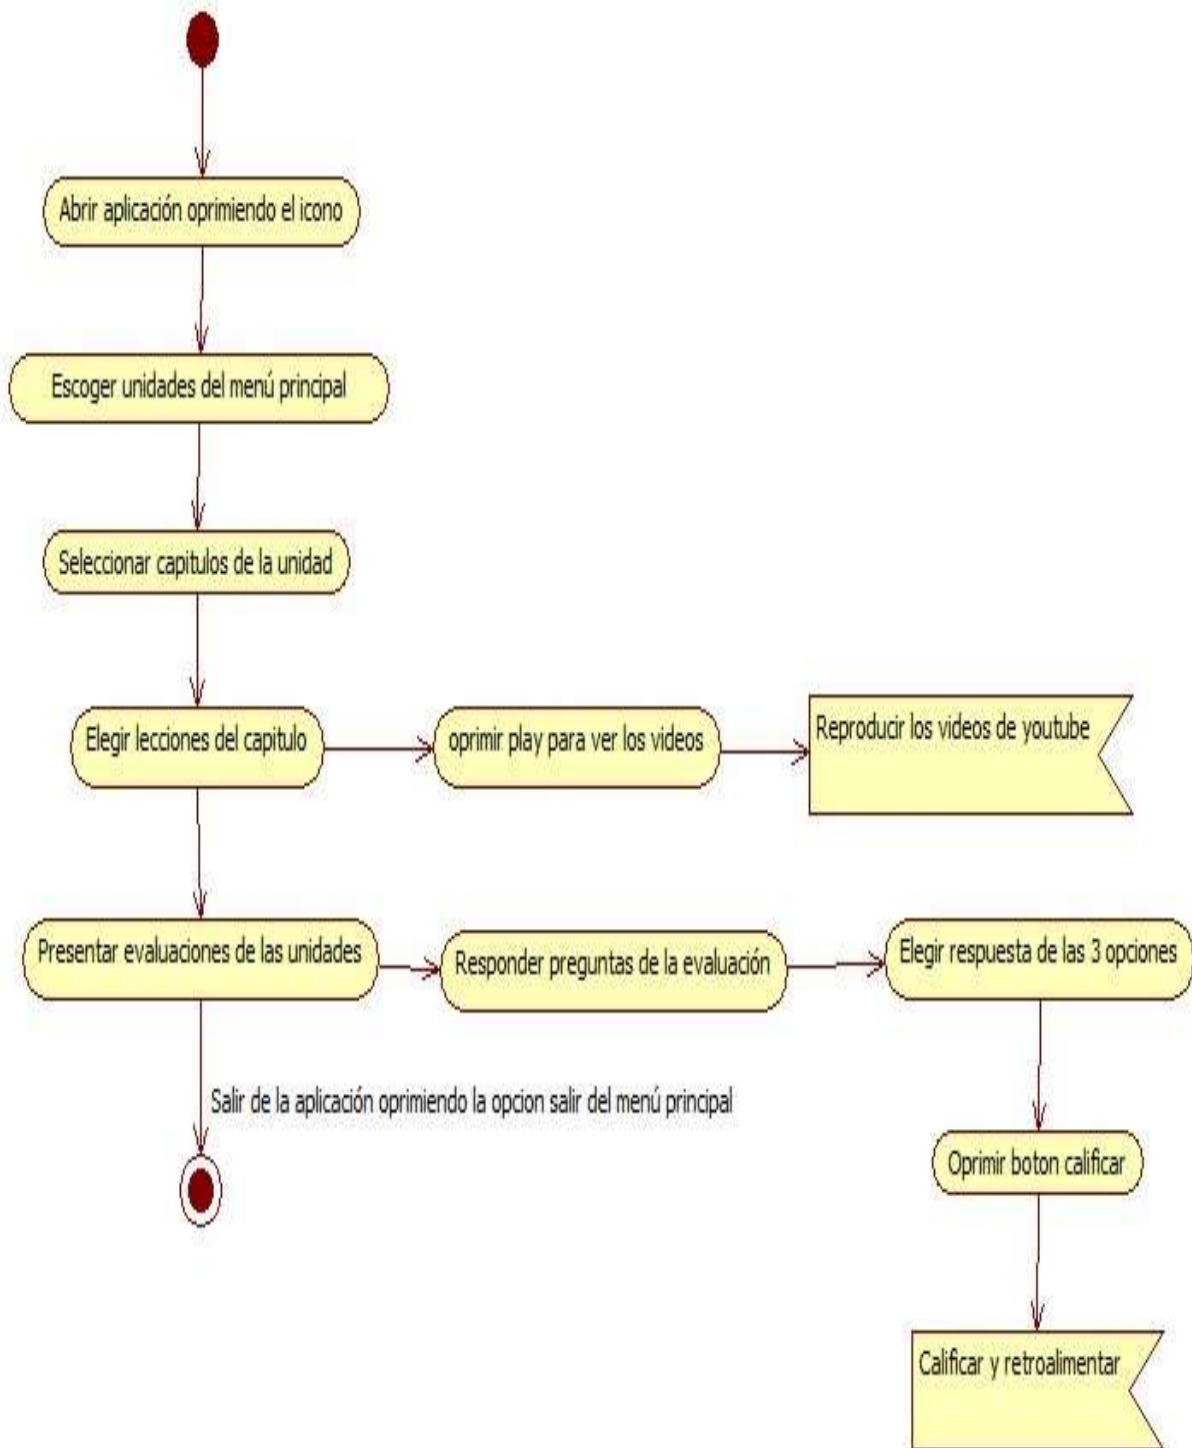 Abrir aplicación oprimiendo el icono
Escoger unidades del menú principal
Seleccionar capitulos de la unidad
Elegir lecciones del capitulo
oprimir play para ver los videos
Reproducir los videos de youtube
Presentar evaluaciones de las unidades
Responder preguntas de la evaluación
Elegir respuesta de las 3 opciones
Salir de la aplicación oprimiendo la opcion salir del menú principal
Oprimir boton calificar
Calificar y retroalimentar